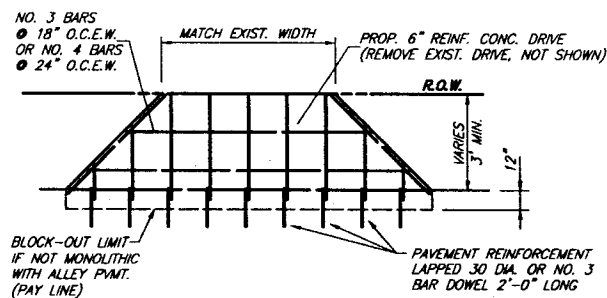 NO. 3 BARS
@ 18" O.C.E.W.
OR NO. 4 BARS
@ 24" O.C.E.W.
MATCH EXIST. WIDTH
PROP. 6" REINF. CONC. DRIVE
(REMOVE EXIST. DRIVE, NOT SHOWN)
R.O.W.
VARIES
3' MIN.
12"
BLOCK-OUT LIMIT
IF NOT MONOLITHIC
WITH ALLEY PVMT.
(PAY LINE)
PAVEMENT REINFORCEMENT
LAPPED 30 DIA. OR NO. 3
BAR DOWEL 2'-0" LONG